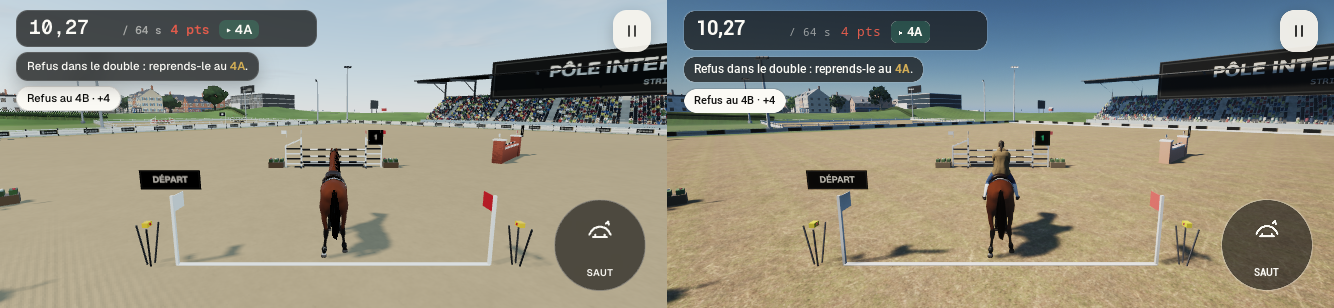 10,27 / 64 s 4 pts ▸ 4A
Refus dans le double : reprends-le au 4A.
Refus au 4B · +4
PÔLE INTER
STRI
DÉPART
SAUT
10,27 / 64 s 4 pts ▸ 4A
Refus dans le double : reprends-le au 4A.
Refus au 4B · +4
PÔLE INTER
STR
DÉPART
SAUT